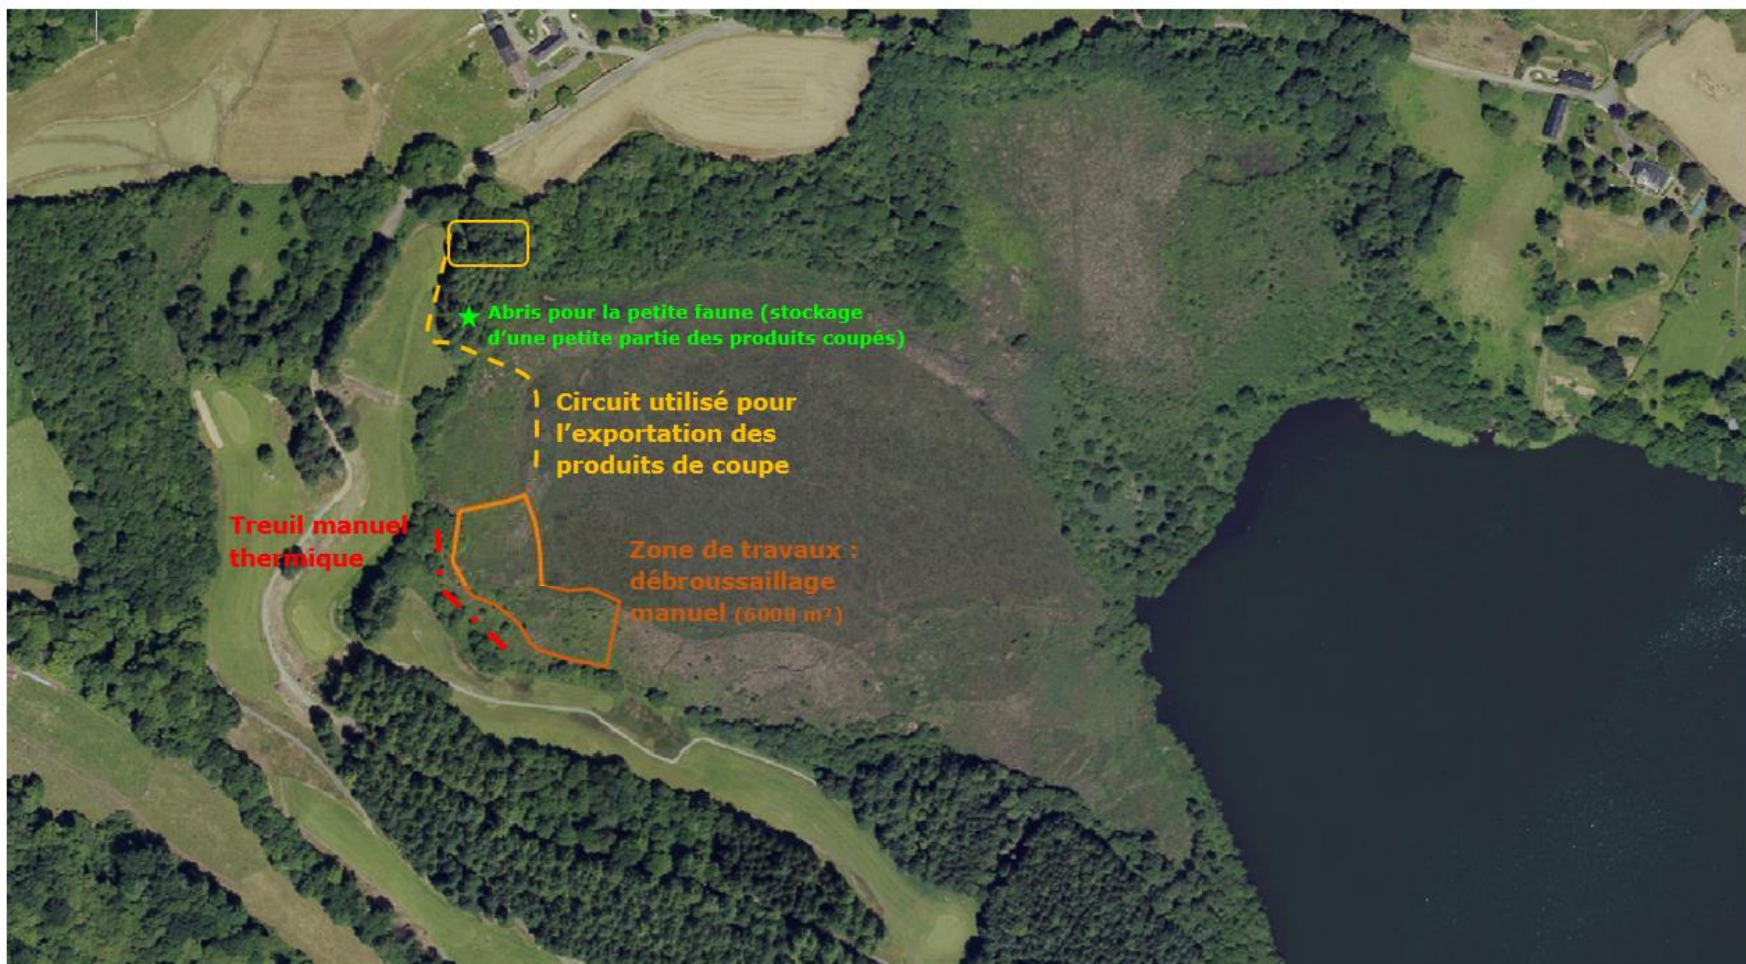 Abris pour la petite faune (stockage
d'une petite partie des produits coupés)
Circuit utilisé pour
l'exportation des
produits de coupe
Treuil manuel
thermique
Zone de travaux :
débroussaillage
manuel (6000 m²)